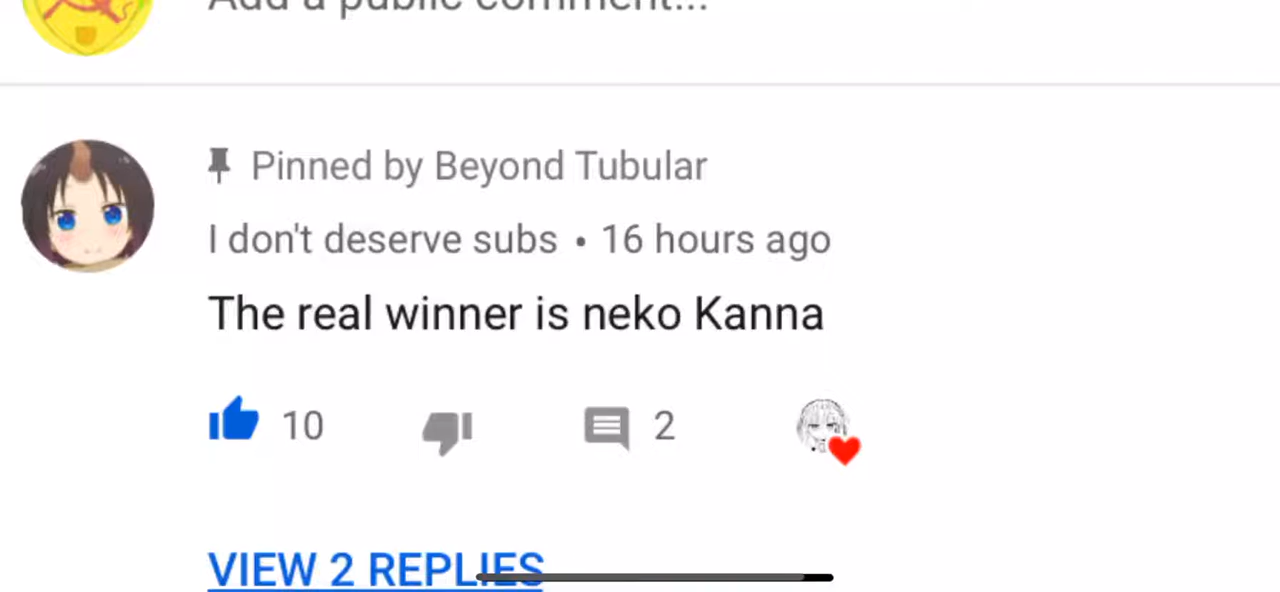 Add a public comment...
Pinned by Beyond Tubular
I don't deserve subs • 16 hours ago
The real winner is neko Kanna
10
2
VIEW 2 REPLIES